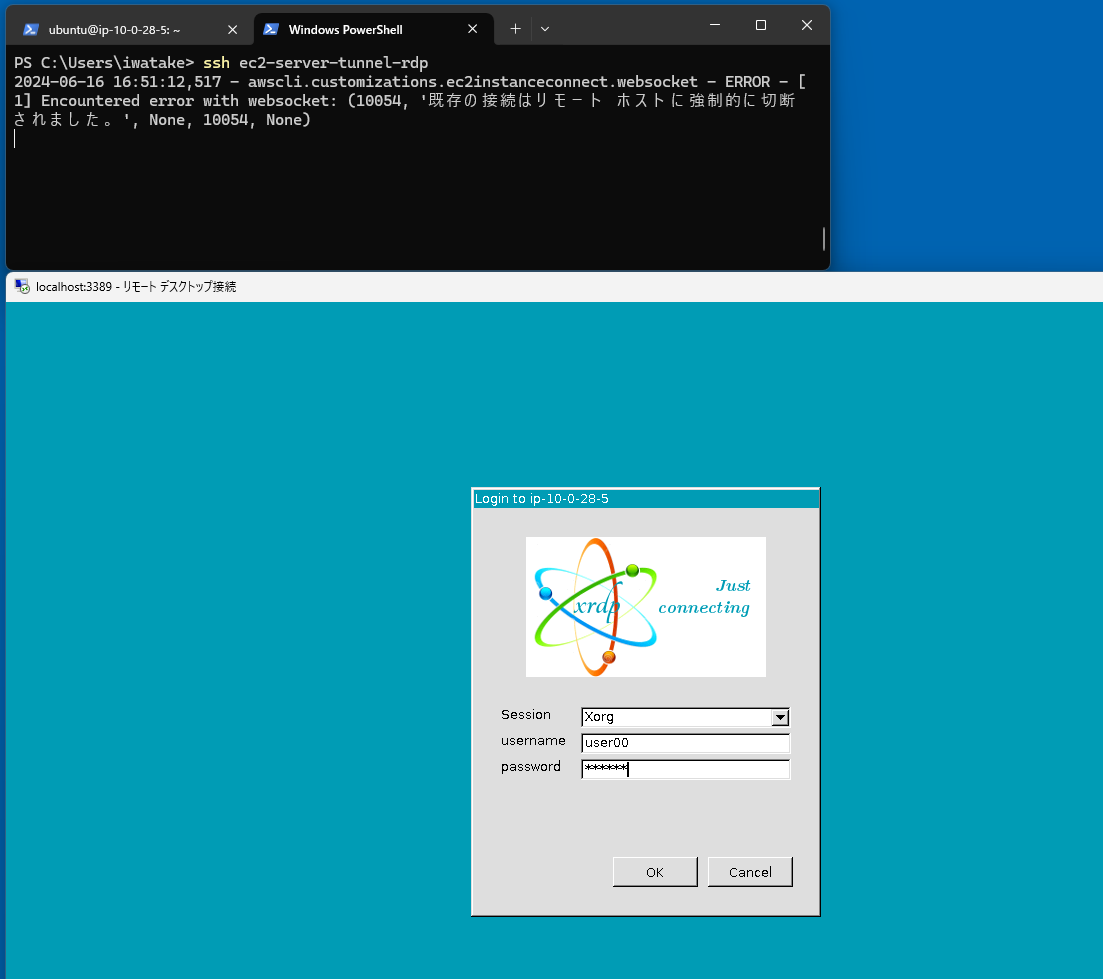 ubuntu@ip-10-0-28-5: ~
Windows PowerShell
PS C:\Users\iwatake> ssh ec2-server-tunnel-rdp
2024-06-16 16:51:12,517 - awscli.customizations.ec2instanceconnect.websocket - ERROR - [
1] Encountered error with websocket: (10054, '既存の接続はリモート ホストに強制的に切断
されました。', None, 10054, None)
localhost:3389 - リモート デスクトップ接続
Login to ip-10-0-28-5
xrdp
Just
connecting
Session
Xorg
username
user00
password
******
OK
Cancel